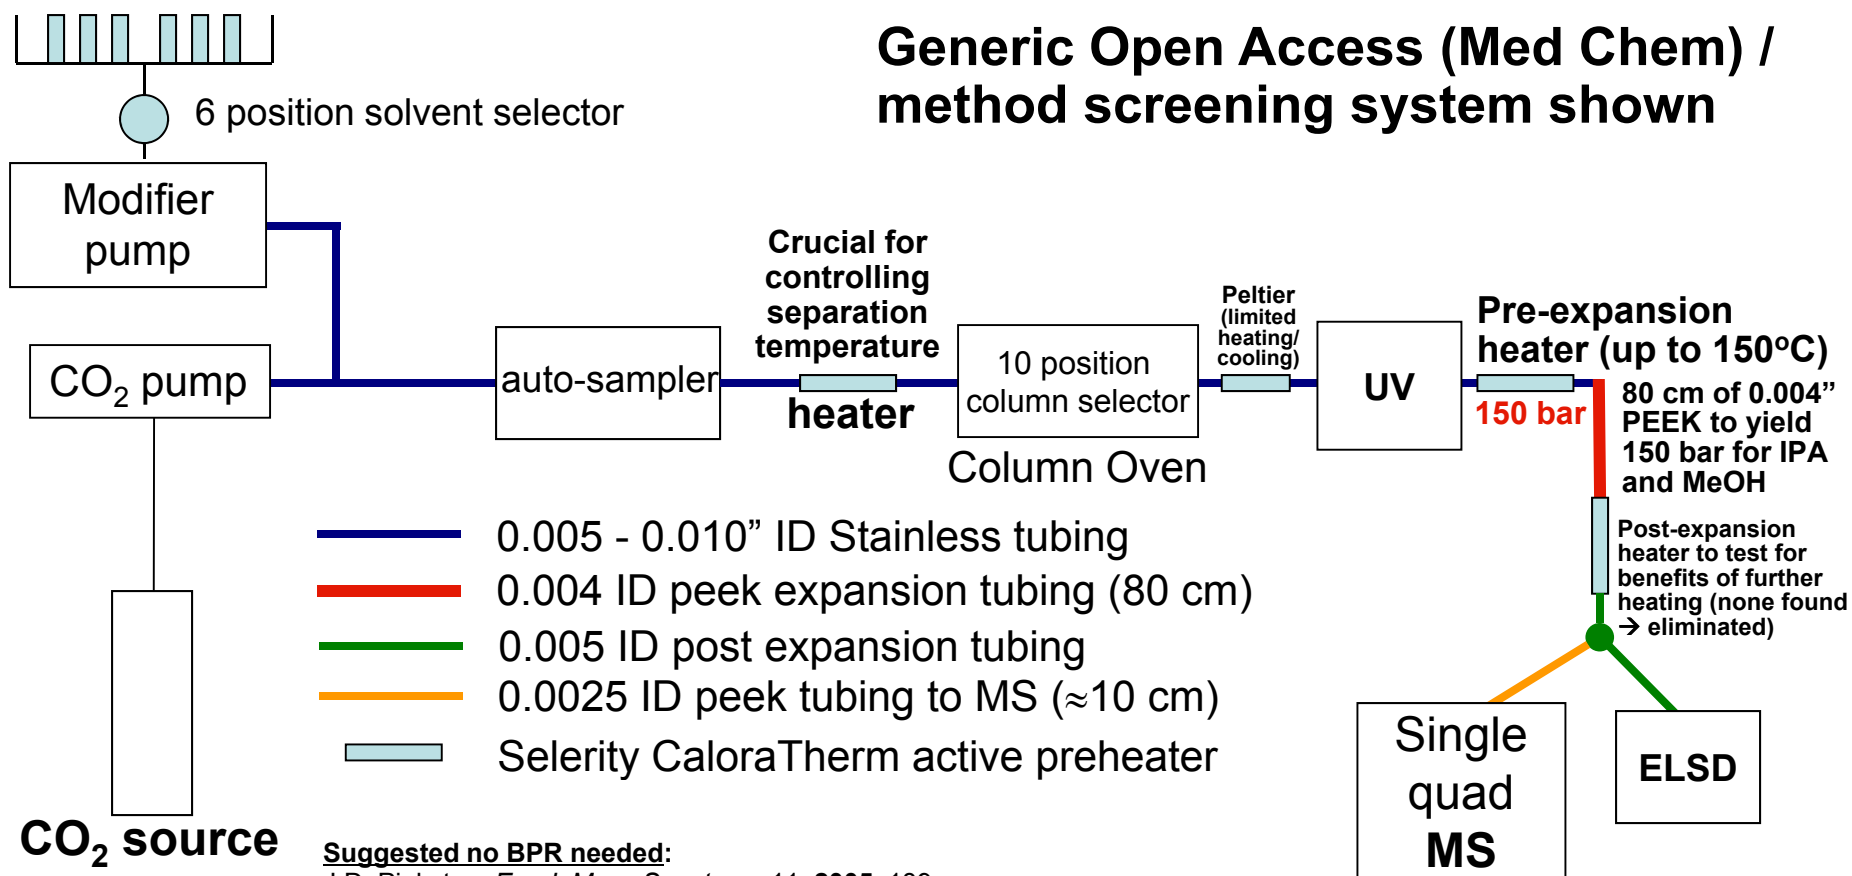 Generic Open Access (Med Chem) /
method screening system shown
6 position solvent selector
Modifier
pump
CO₂ pump
CO₂ source
auto-sampler
Crucial for
controlling
separation
temperature
heater
10 position
column selector
Column Oven
Peltier
(limited
heating/
cooling)
UV
Pre-expansion
heater (up to 150ºC)
150 bar
80 cm of 0.004”
PEEK to yield
150 bar for IPA
and MeOH
Post-expansion
heater to test for
benefits of further
heating (none found
→ eliminated)
Single
quad
MS
ELSD
0.005 - 0.010” ID Stainless tubing
0.004 ID peek expansion tubing (80 cm)
0.005 ID post expansion tubing
0.0025 ID peek tubing to MS (≈10 cm)
Selerity CaloraTherm active preheater
Suggested no BPR needed: